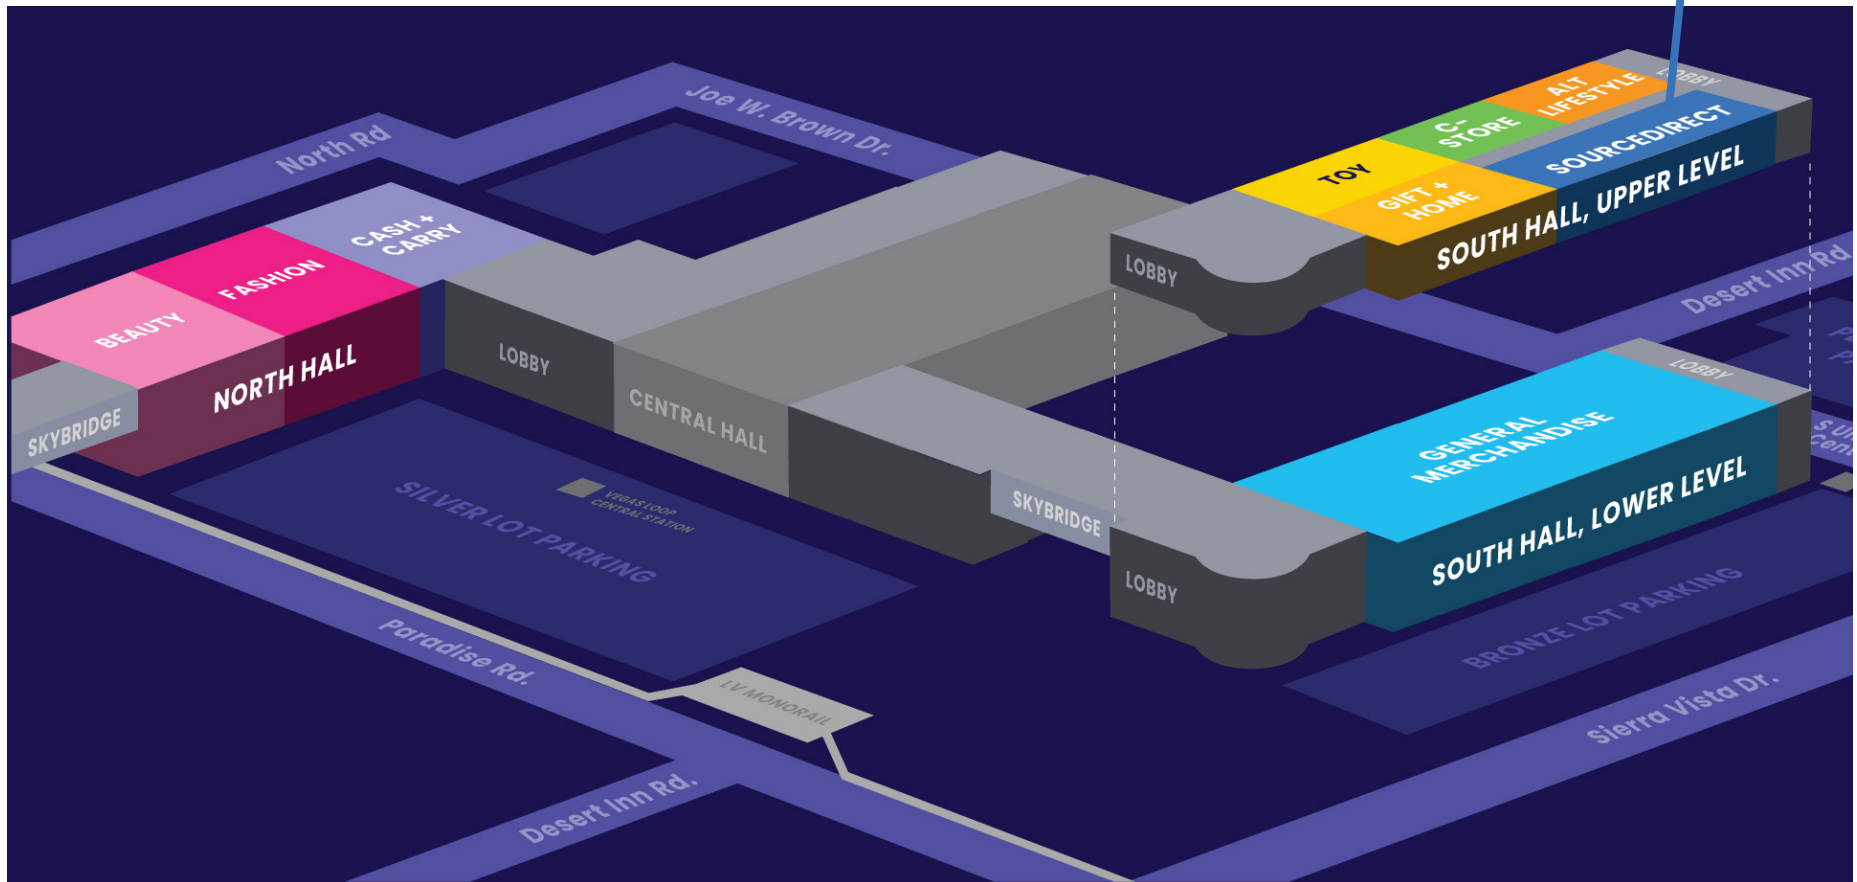 North Rd
Joe W. Brown Dr.
ALT
LIFESTYLE
LOBBY
C-
STORE
SOURCEDIRECT
TOY
GIFT +
HOME
SOUTH HALL, UPPER LEVEL
LOBBY
CASH +
CARRY
FASHION
BEAUTY
NORTH HALL
SKYBRIDGE
LOBBY
CENTRAL HALL
Desert Inn Rd
LOBBY
GENERAL
MERCHANDISE
SOUTH HALL, LOWER LEVEL
SKYBRIDGE
LOBBY
SILVER LOT PARKING
VEGAS LOOP
CENTRAL STATION
BRONZE LOT PARKING
Paradise Rd.
LV MONORAIL
Sierra Vista Dr.
Desert Inn Rd.